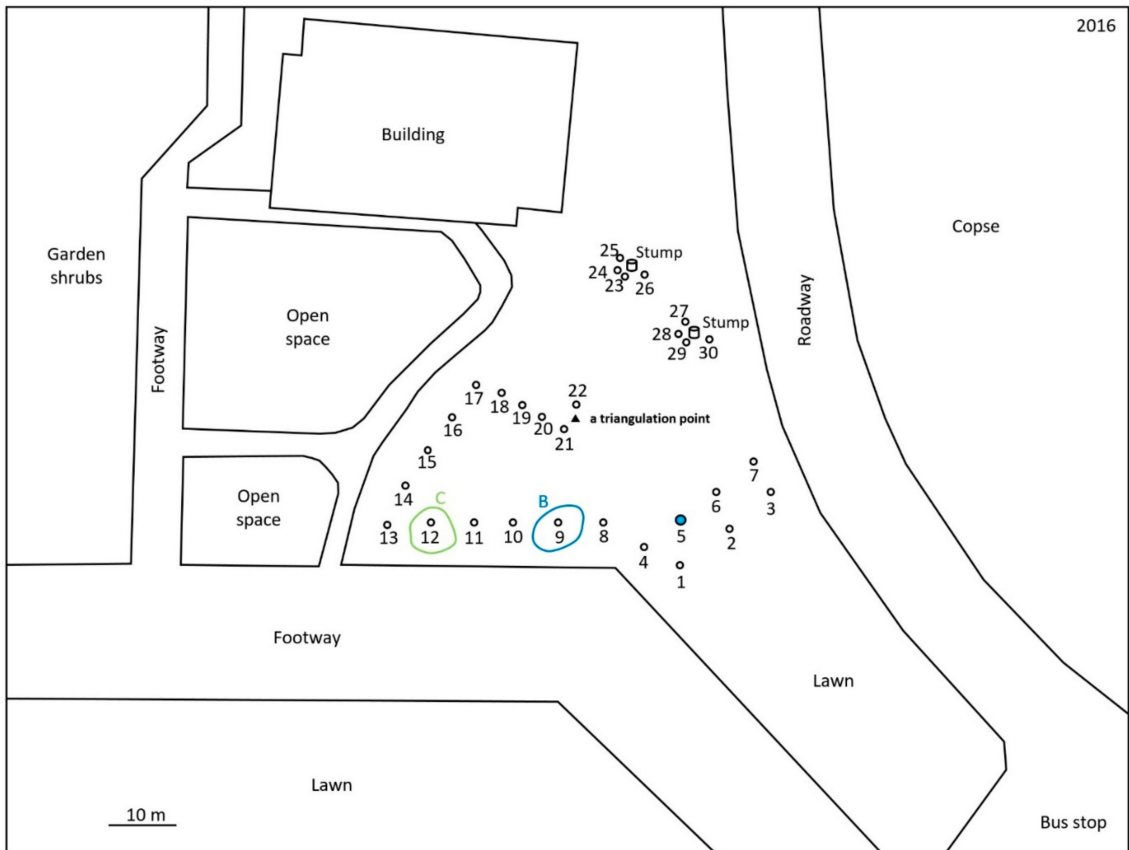 2016
Building
Copse
Garden
shrubs
25
Stump
24
23
26
Roadway
Open
space
27
Stump
28
29
30
Footway
17
18
22
19
20
a triangulation point
16
21
15
7
14
C
B
6
3
Open
space
13
12
11
10
9
8
5
2
4
1
Footway
Lawn
Lawn
10 m
Bus stop